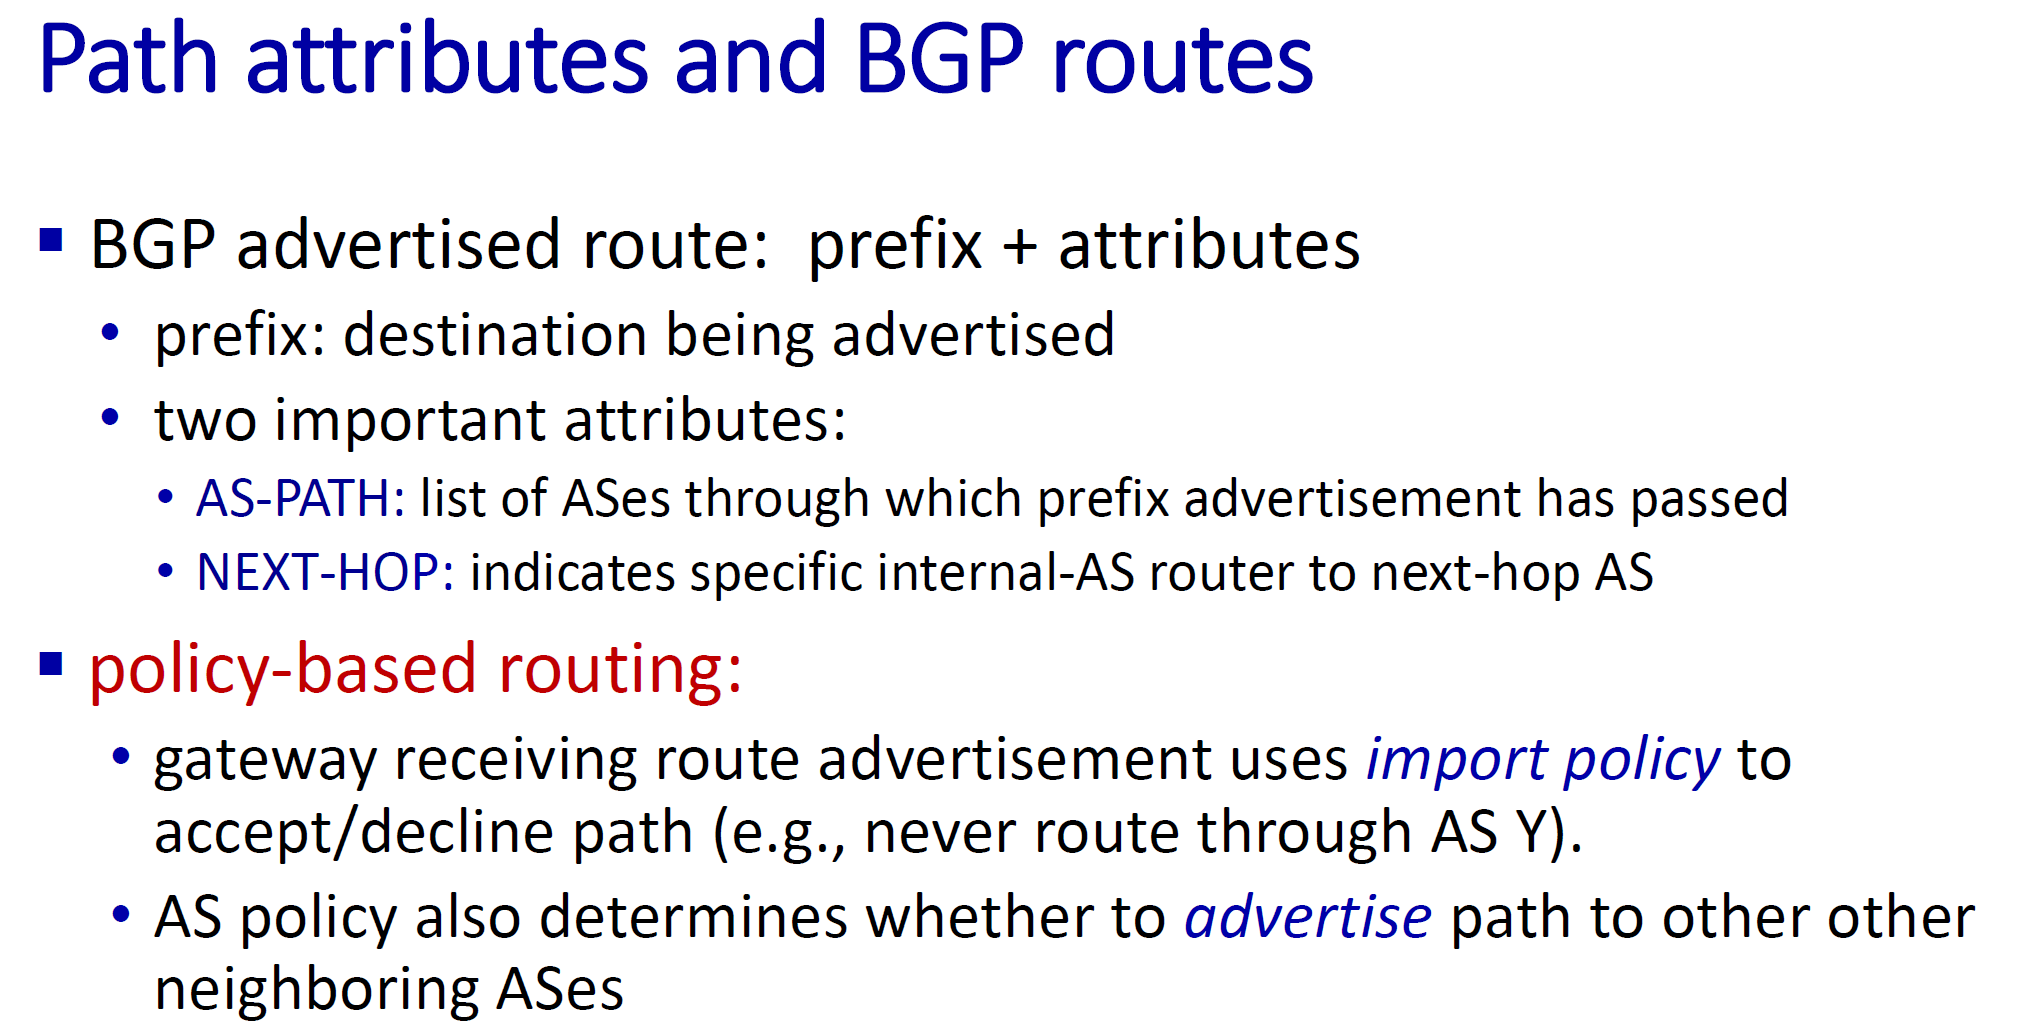 Path attributes and BGP routes
▪ BGP advertised route: prefix + attributes
• prefix: destination being advertised
• two important attributes:
• AS-PATH: list of ASes through which prefix advertisement has passed
• NEXT-HOP: indicates specific internal-AS router to next-hop AS
▪ policy-based routing:
• gateway receiving route advertisement uses import policy to
accept/decline path (e.g., never route through AS Y).
• AS policy also determines whether to advertise path to other other
neighboring ASes